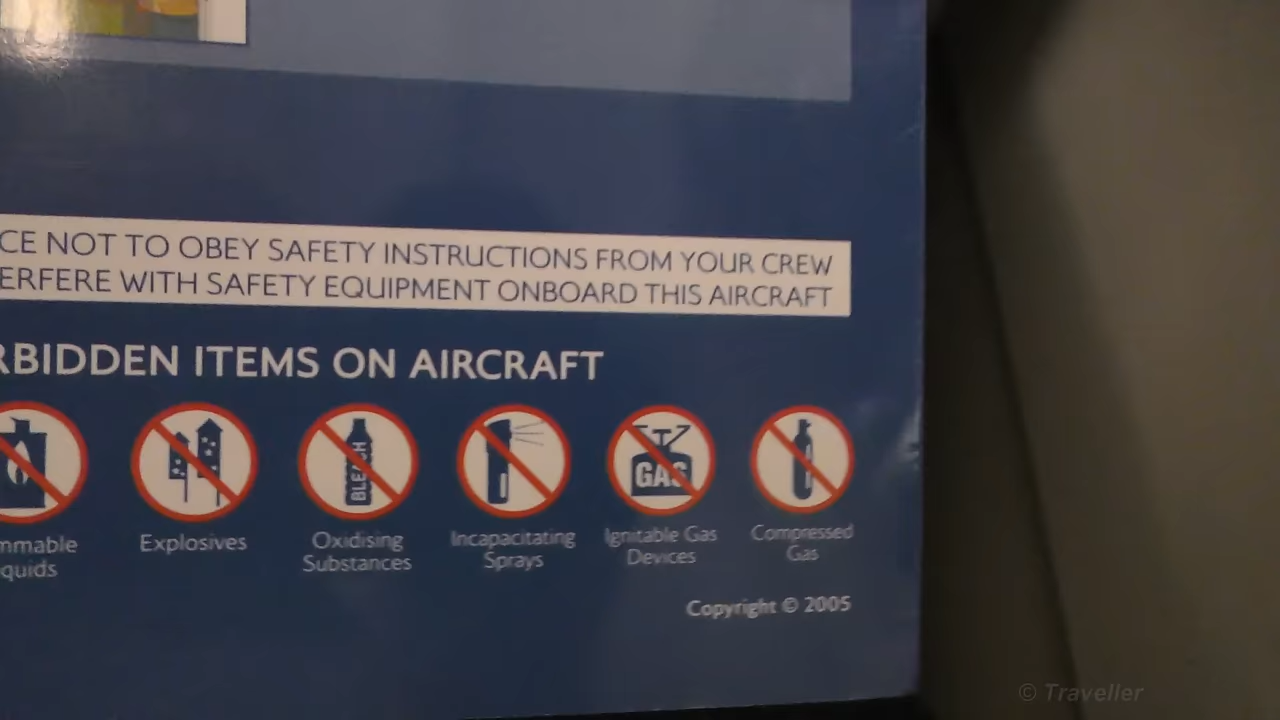 CE NOT TO OBEY SAFETY INSTRUCTIONS FROM YOUR CREW
ERFERE WITH SAFETY EQUIPMENT ONBOARD THIS AIRCRAFT
RBIDDEN ITEMS ON AIRCRAFT
BLEACH
GAS
mmable
quids
Explosives
Oxidising
Substances
Incapacitating
Sprays
Ignitable Gas
Devices
Compressed
Gas
Copyright © 2005
© Traveller